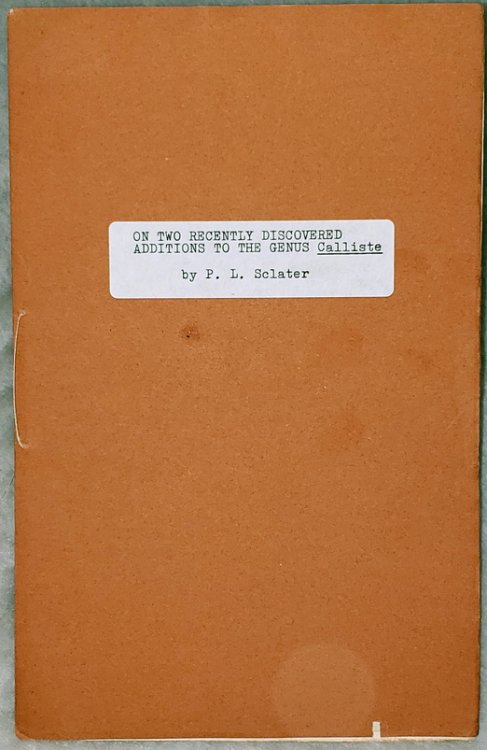 ON TWO RECENTLY DISCOVERED
ADDITIONS TO THE GENUS Calliste
by P. L. Sclater